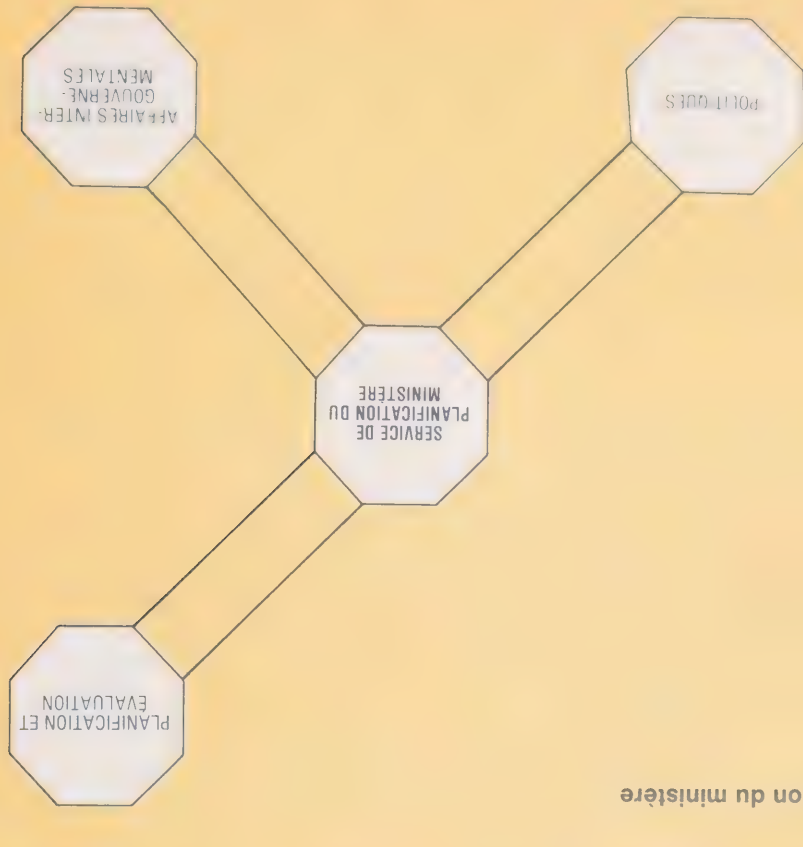 on du ministère
PLANIFICATION ET
ÉVALUATION
SERVICE DE
PLANIFICATION DU
MINISTÈRE
POLITIQUES
AFFAIRES INTER-
GOUVERNE-
MENTALES